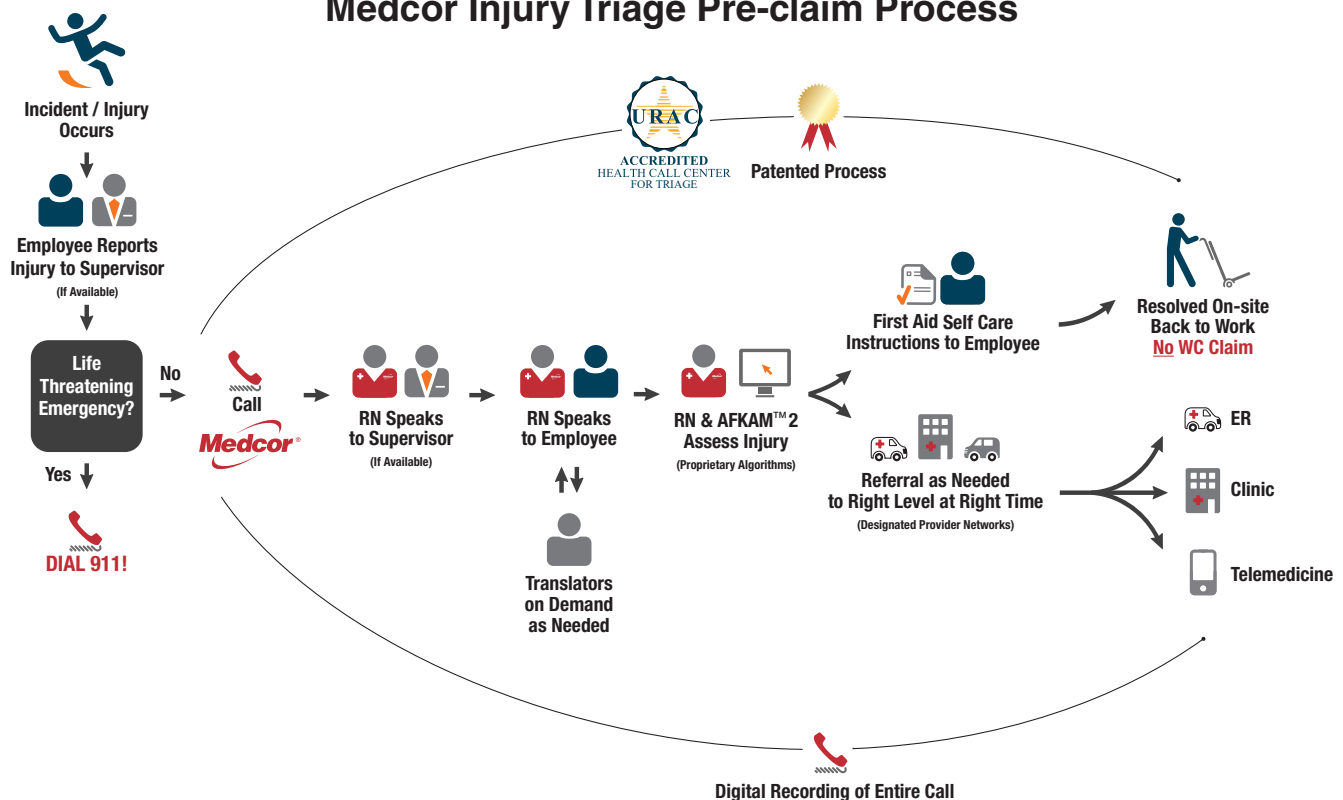 Medcor Injury Triage Pre-claim Process
Incident / Injury
Occurs
Employee Reports
Injury to Supervisor
(If Available)
Life
Threatening
Emergency?
No
Yes
DIAL 911!
Call
Medcor®
RN Speaks
to Supervisor
(If Available)
RN Speaks
to Employee
Translators
on Demand
as Needed
RN & AFKAM™ 2
Assess Injury
(Proprietary Algorithms)
URAC
ACCREDITED
HEALTH CALL CENTER
FOR TRIAGE
Patented Process
First Aid Self Care
Instructions to Employee
Resolved On-site
Back to Work
No WC Claim
Referral as Needed
to Right Level at Right Time
(Designated Provider Networks)
ER
Clinic
Telemedicine
Digital Recording of Entire Call